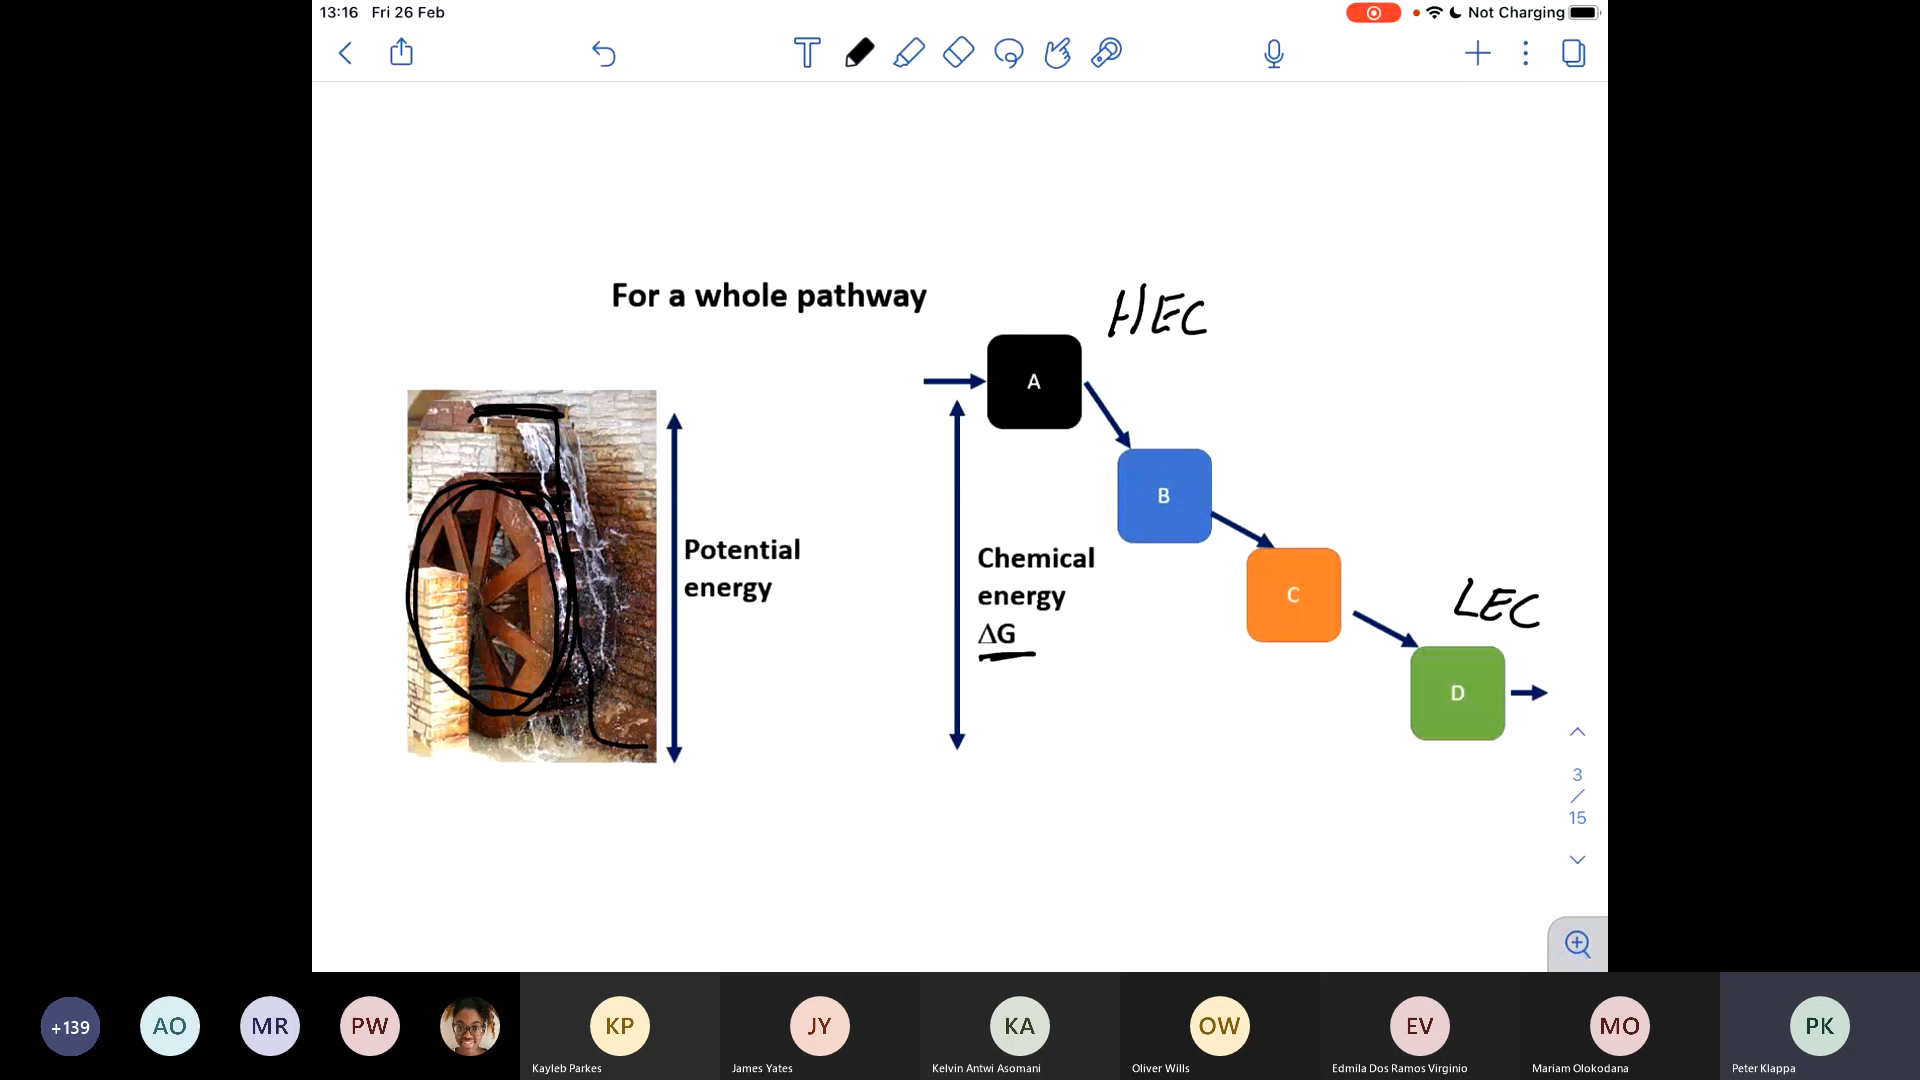 13:16 Fri 26 Feb
Not Charging
For a whole pathway
HEC
A
B
Potential
energy
Chemical
energy
ΔG
C
LEC
D
3
/
15
+139
AO
MR
PW
KP
JY
KA
OW
EV
MO
PK
Kayleb Parkes
James Yates
Kelvin Antwi Asomani
Oliver Wills
Edmila Dos Ramos Virginio
Mariam Olokodana
Peter Klappa